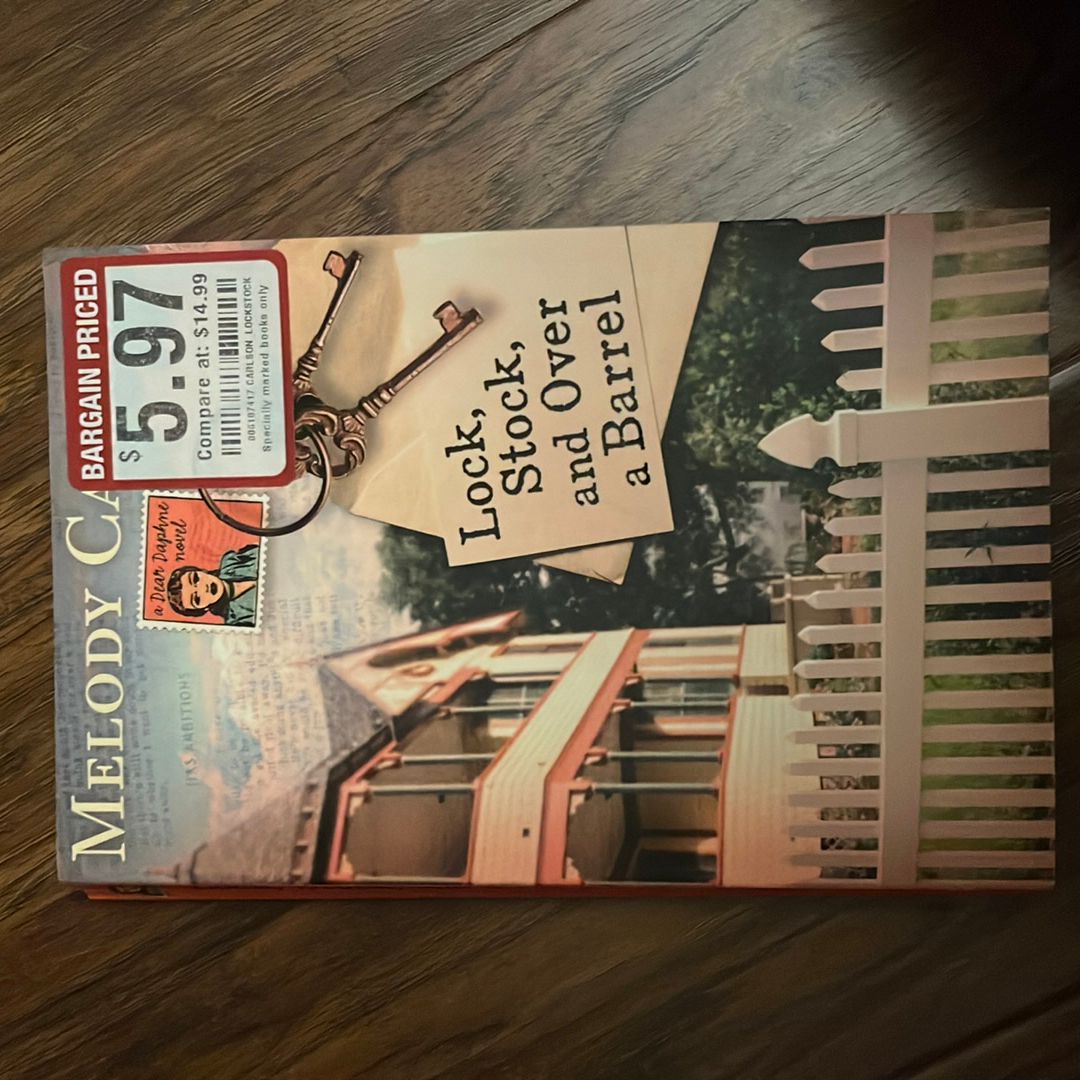 MELODY CA
BARGAIN PRICED
$5.97
Compare at: $14.99
006107417 CARLSON LOCKSTOCK
Specially marked books only
a Dear Daphne
novel
Lock,
Stock,
and Over
a Barrel